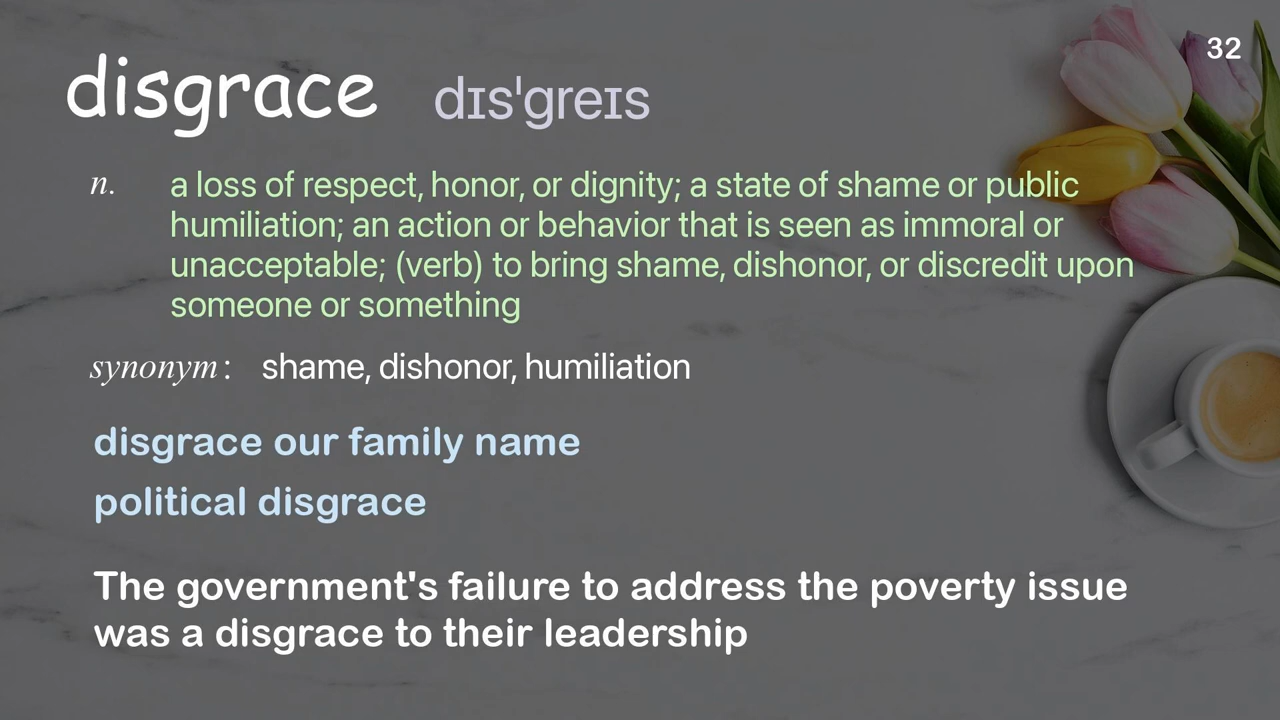 32
disgrace dɪs'greɪs
n. a loss of respect, honor, or dignity; a state of shame or public
humiliation; an action or behavior that is seen as immoral or
unacceptable; (verb) to bring shame, dishonor, or discredit upon
someone or something
synonym: shame, dishonor, humiliation
disgrace our family name
political disgrace
The government's failure to address the poverty issue
was a disgrace to their leadership